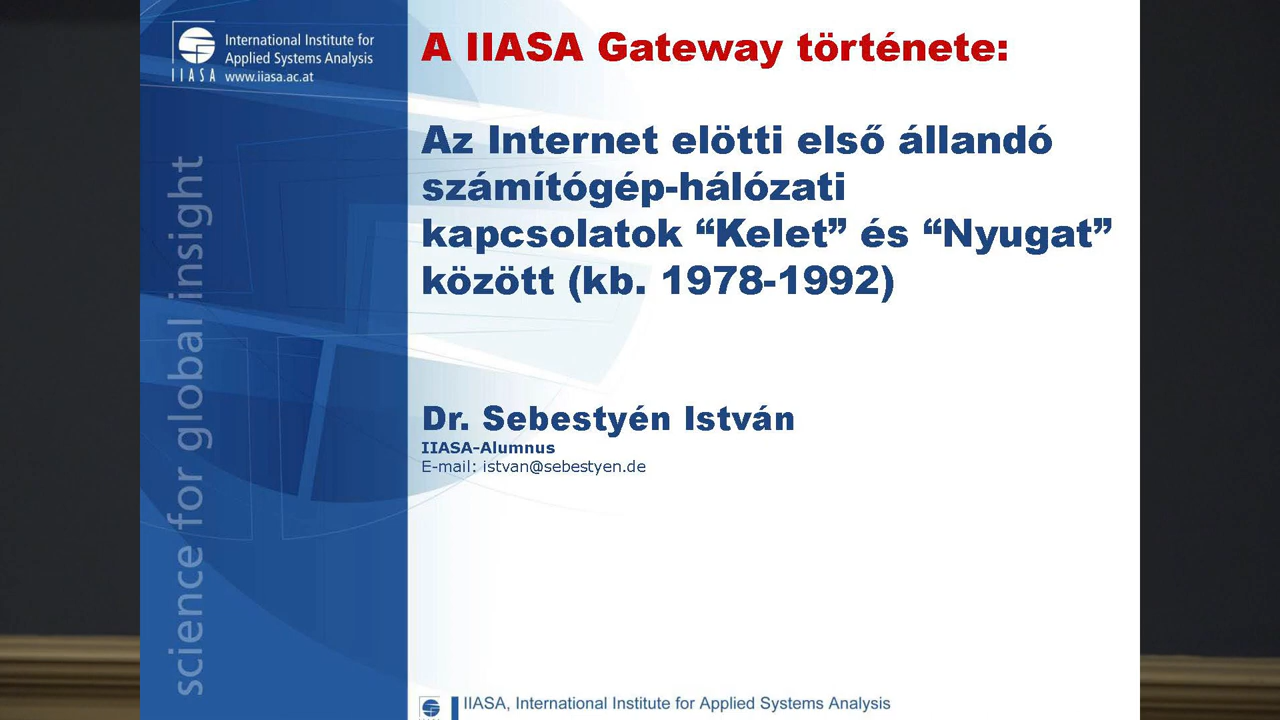 International Institute for
Applied Systems Analysis
IIASA www.iiasa.ac.at
science for global insight
A IIASA Gateway története:
Az Internet elötti első állandó
számítógép-hálózati
kapcsolatok “Kelet” és “Nyugat”
között (kb. 1978-1992)
Dr. Sebestyén István
IIASA-Alumnus
E-mail: istvan@sebestyen.de
IIASA, International Institute for Applied Systems Analysis